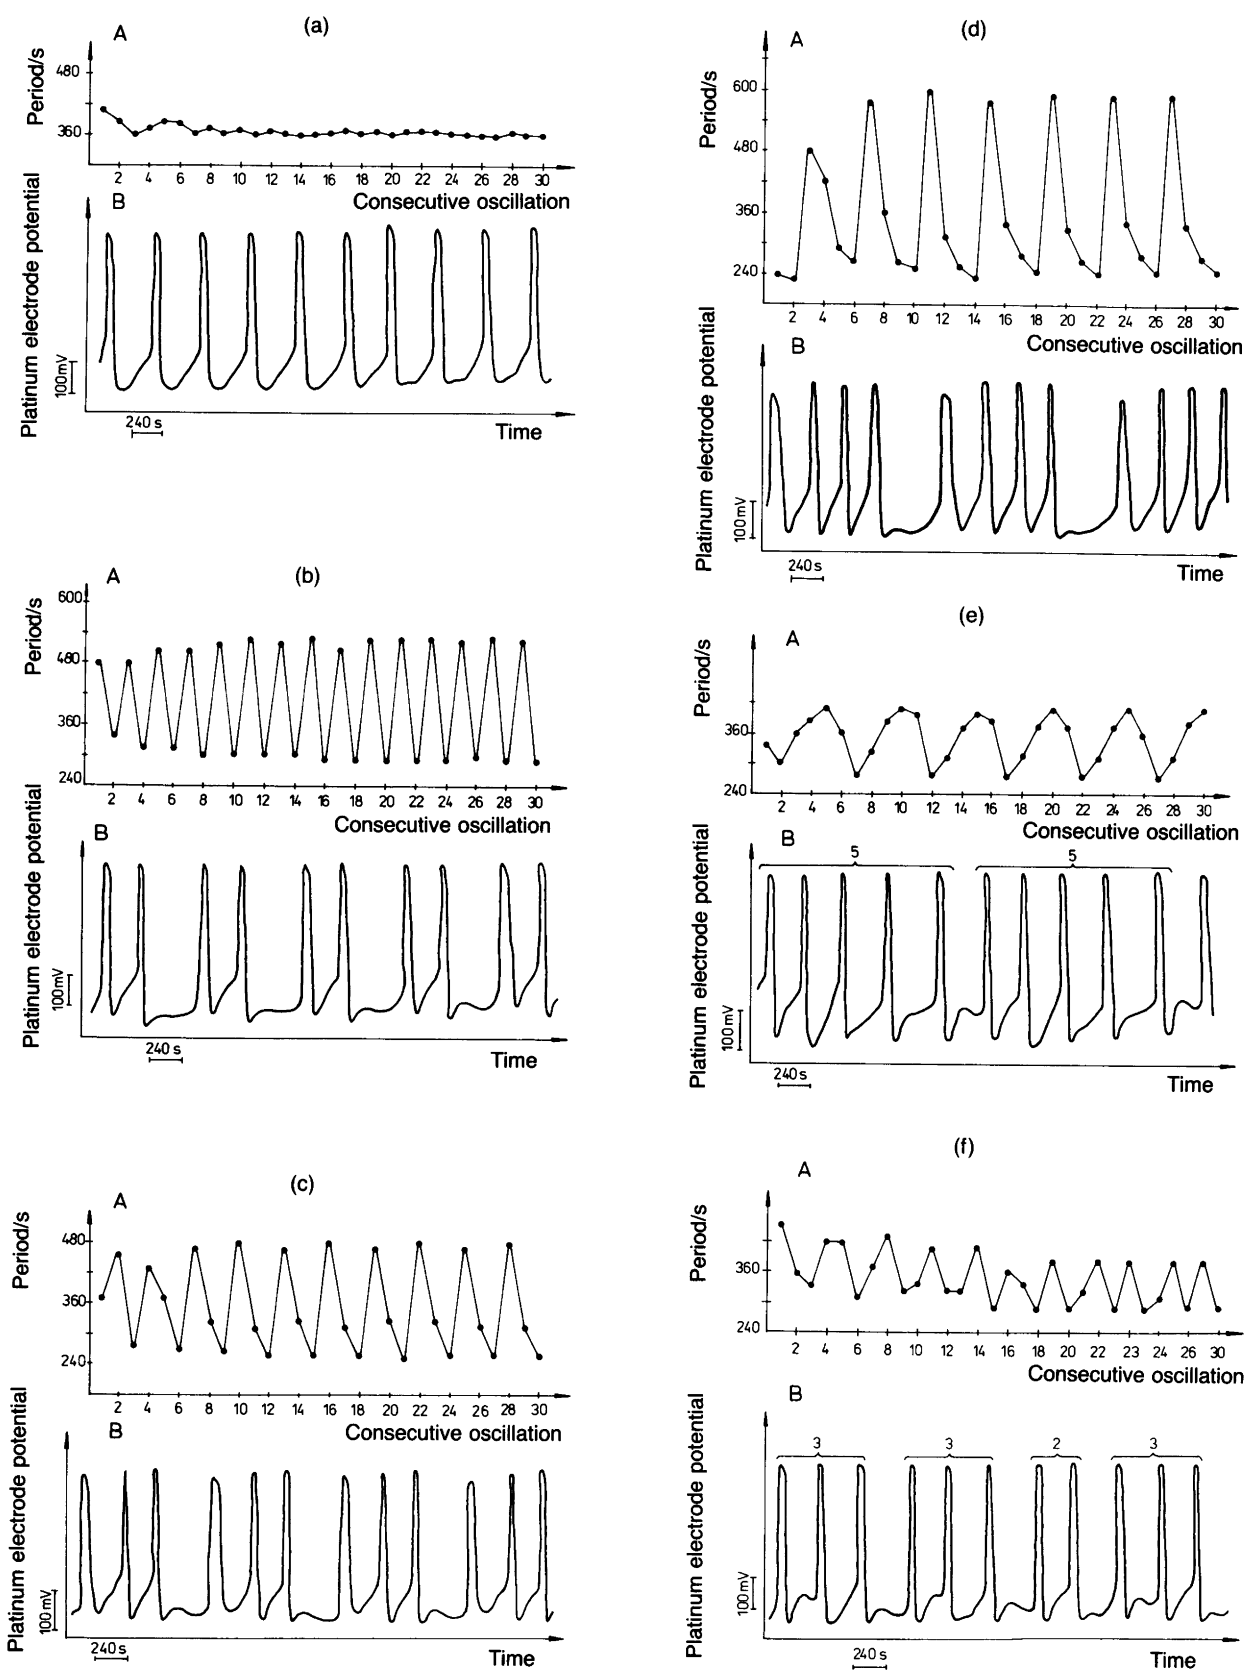 (a)
A
Period/s
480
360
2 4 6 8 10 12 14 16 18 20 22 24 26 28 30
Consecutive oscillation
B
Platinum electrode potential
100mV
240 s
Time
(b)
A
Period/s
600
480
360
240
2 4 6 8 10 12 14 16 18 20 22 24 26 28 30
Consecutive oscillation
B
Platinum electrode potential
100mV
240 s
Time
(c)
A
Period/s
480
360
240
2 4 6 8 10 12 14 16 18 20 22 24 26 28 30
Consecutive oscillation
B
Platinum electrode potential
100mV
240 s
Time
(d)
A
Period/s
600
480
360
240
2 4 6 8 10 12 14 16 18 20 22 24 26 28 30
Consecutive oscillation
B
Platinum electrode potential
100mV
240 s
Time
(e)
A
Period/s
360
240
2 4 6 8 10 12 14 16 18 20 22 24 26 28 30
Consecutive oscillation
B
5 5
Platinum electrode potential
100mV
240 s
Time
(f)
A
Period/s
360
240
2 4 6 8 10 12 14 16 18 20 22 23 24 26 30
Consecutive oscillation
B
3 3 2 3
Platinum electrode potential
100mV
240 s
Time